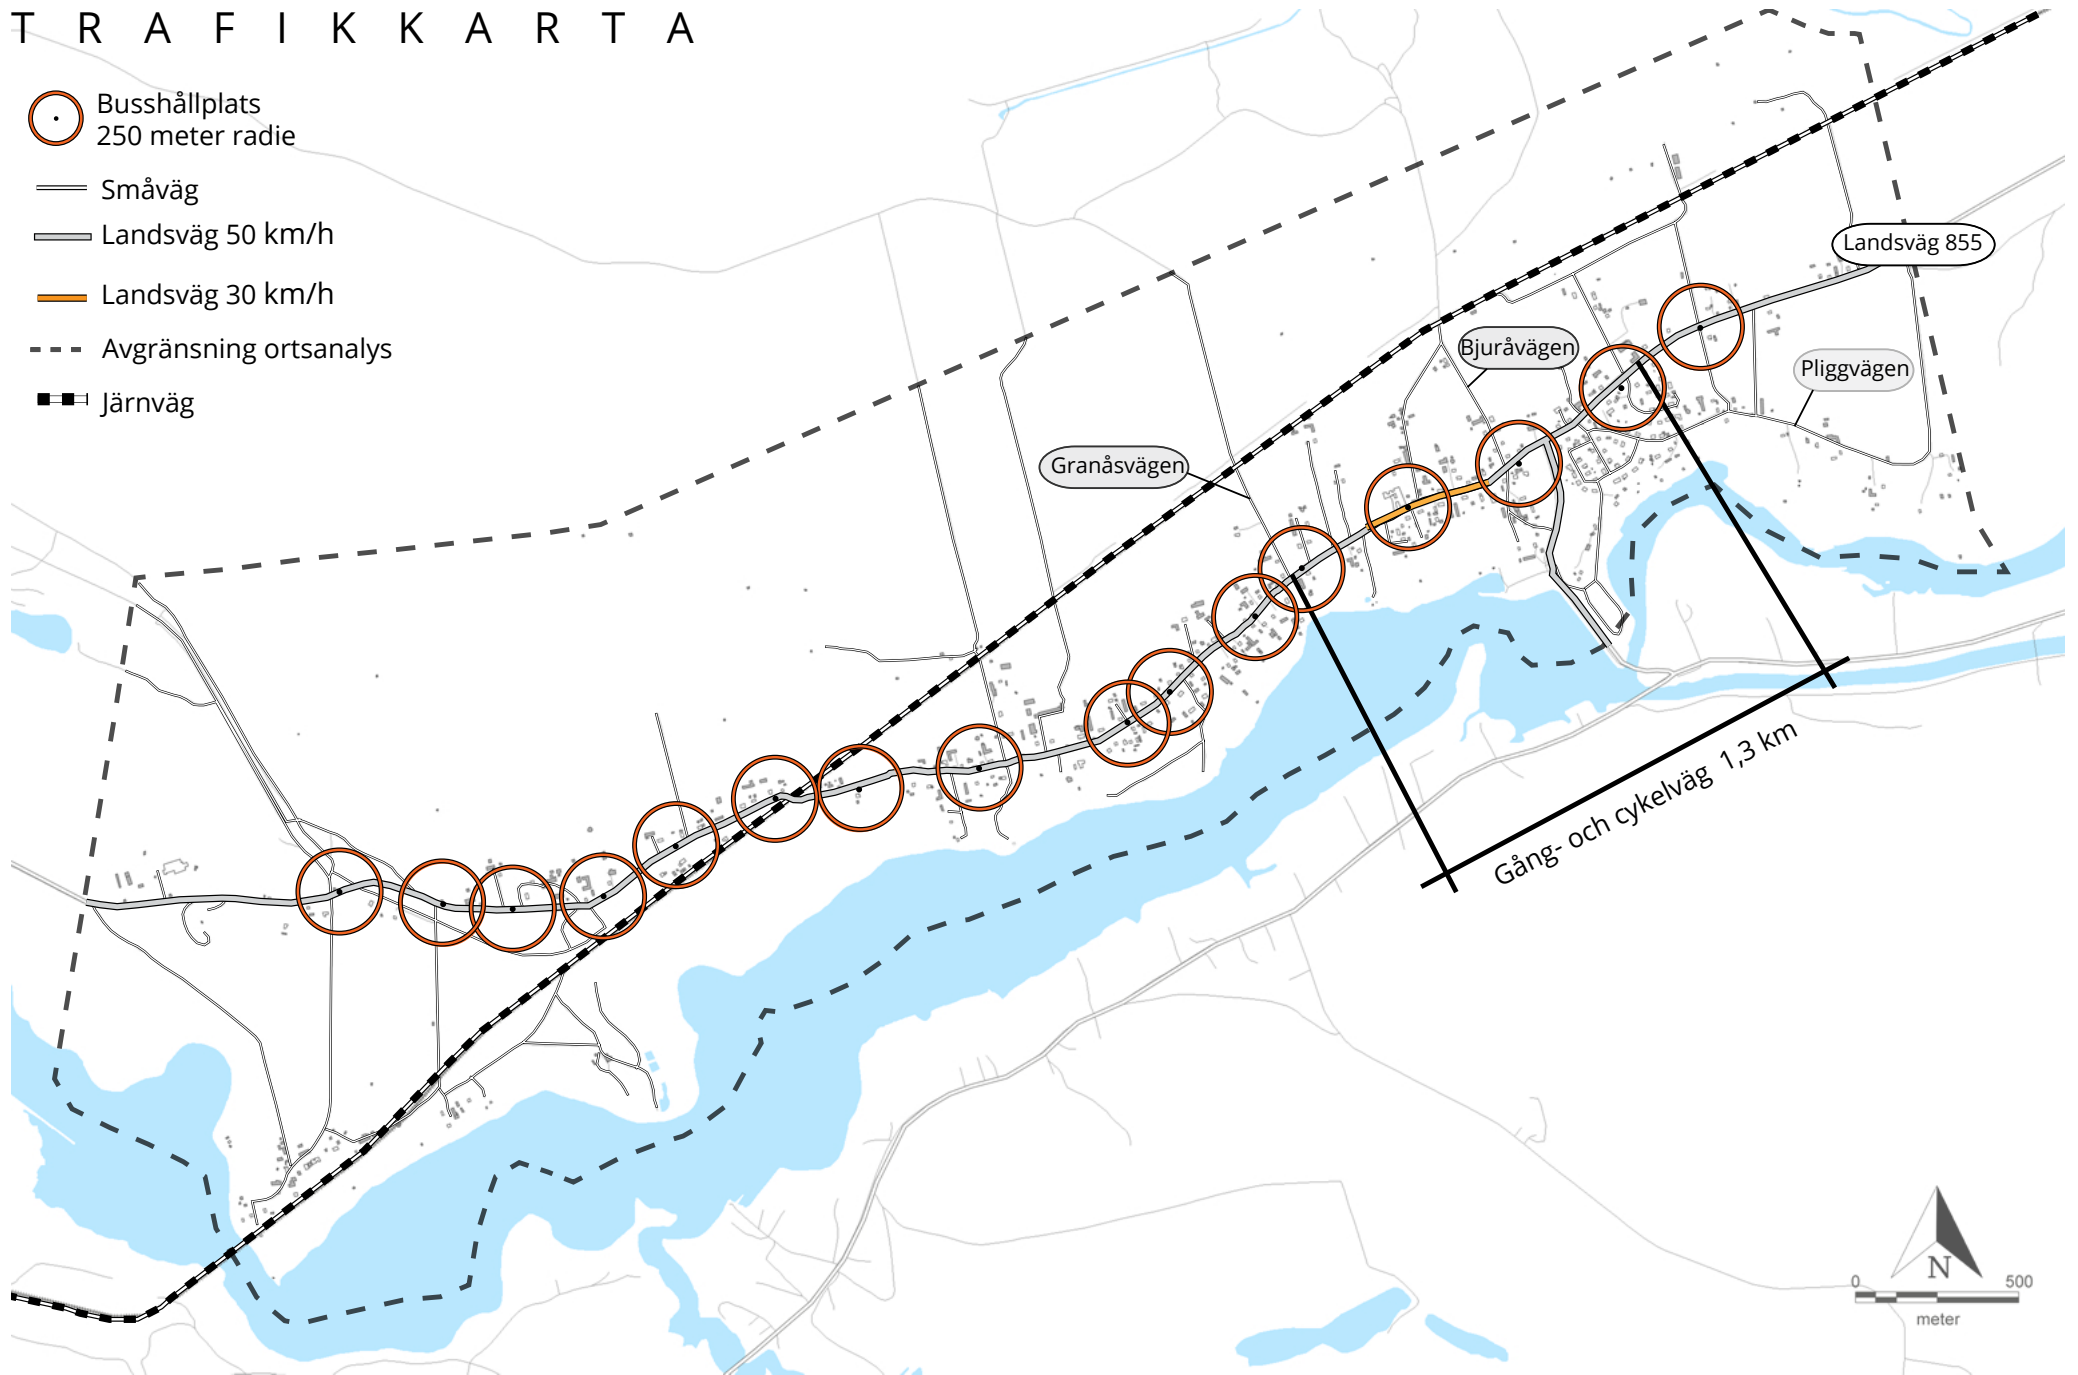 TRAFIKKARTA
Busshållplats
250 meter radie
Småväg
Landsväg 50 km/h
Landsväg 30 km/h
Avgränsning ortsanalys
Järnväg
Landsväg 855
Bjuråvägen
Pliggvägen
Granåsvägen
Gång- och cykelväg 1,3 km
N
0 500
meter